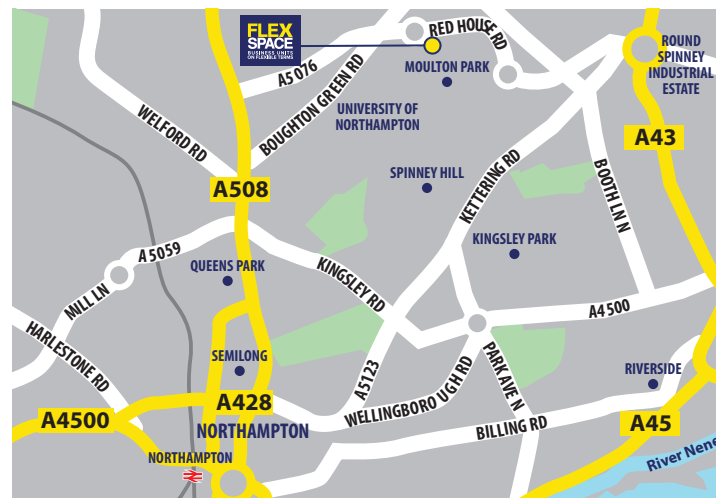 FLEX
SPACE
BUSINESS UNITS
ON FLEXIBLE TERMS
RED HOUSE RD
ROUND
SPINNEY
INDUSTRIAL
ESTATE
A5076
MOULTON PARK
BOUGHTON GREEN RD
UNIVERSITY OF
NORTHAMPTON
WELFORD RD
A43
A508
SPINNEY HILL
KETTERING RD
BOOTH LN N
A5059
KINGSLEY PARK
QUEENS PARK
KINGSLEY RD
MILL LN
A4500
HARLESTONE RD
SEMILONG
A5123
WELLINGBOROUGH RD
PARK AVE N
RIVERSIDE
A428
A4500
NORTHAMPTON
BILLING RD
A45
NORTHAMPTON
River Nene